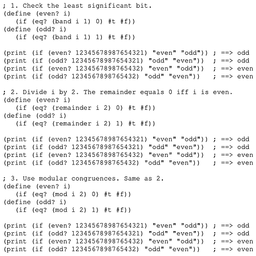 ; 1. Check the least significant bit.
(define (even? i)
   (if (eq? (band i 1) 0) #t #f))
(define (odd? i)
   (if (eq? (band i 1) 1) #t #f))
(print (if (even? 12345678987654321) "even" "odd")) ; ==> odd
(print (if (odd? 12345678987654321) "odd" "even")) ; ==> odd
(print (if (even? 1234567898765432) "even" "odd")) ; ==> even
(print (if (odd? 1234567898765432) "odd" "even")) ; ==> even
; 2. Divide i by 2. The remainder equals 0 iff i is even.
(define (even? i)
   (if (eq? (remainder i 2) 0) #t #f))
(define (odd? i)
   (if (eq? (remainder i 2) 1) #t #f))
(print (if (even? 12345678987654321) "even" "odd")) ; ==> odd
(print (if (odd? 12345678987654321) "odd" "even")) ; ==> odd
(print (if (even? 1234567898765432) "even" "odd")) ; ==> even
(print (if (odd? 1234567898765432) "odd" "even")) ; ==> even
; 3. Use modular congruences. Same as 2.
(define (even? i)
   (if (eq? (mod i 2) 0) #t #f))
(define (odd? i)
   (if (eq? (mod i 2) 1) #t #f))
(print (if (even? 12345678987654321) "even" "odd")) ; ==> odd
(print (if (odd? 12345678987654321) "odd" "even")) ; ==> odd
(print (if (even? 1234567898765432) "even" "odd")) ; ==> even
(print (if (odd? 1234567898765432) "odd" "even")) ; ==> even